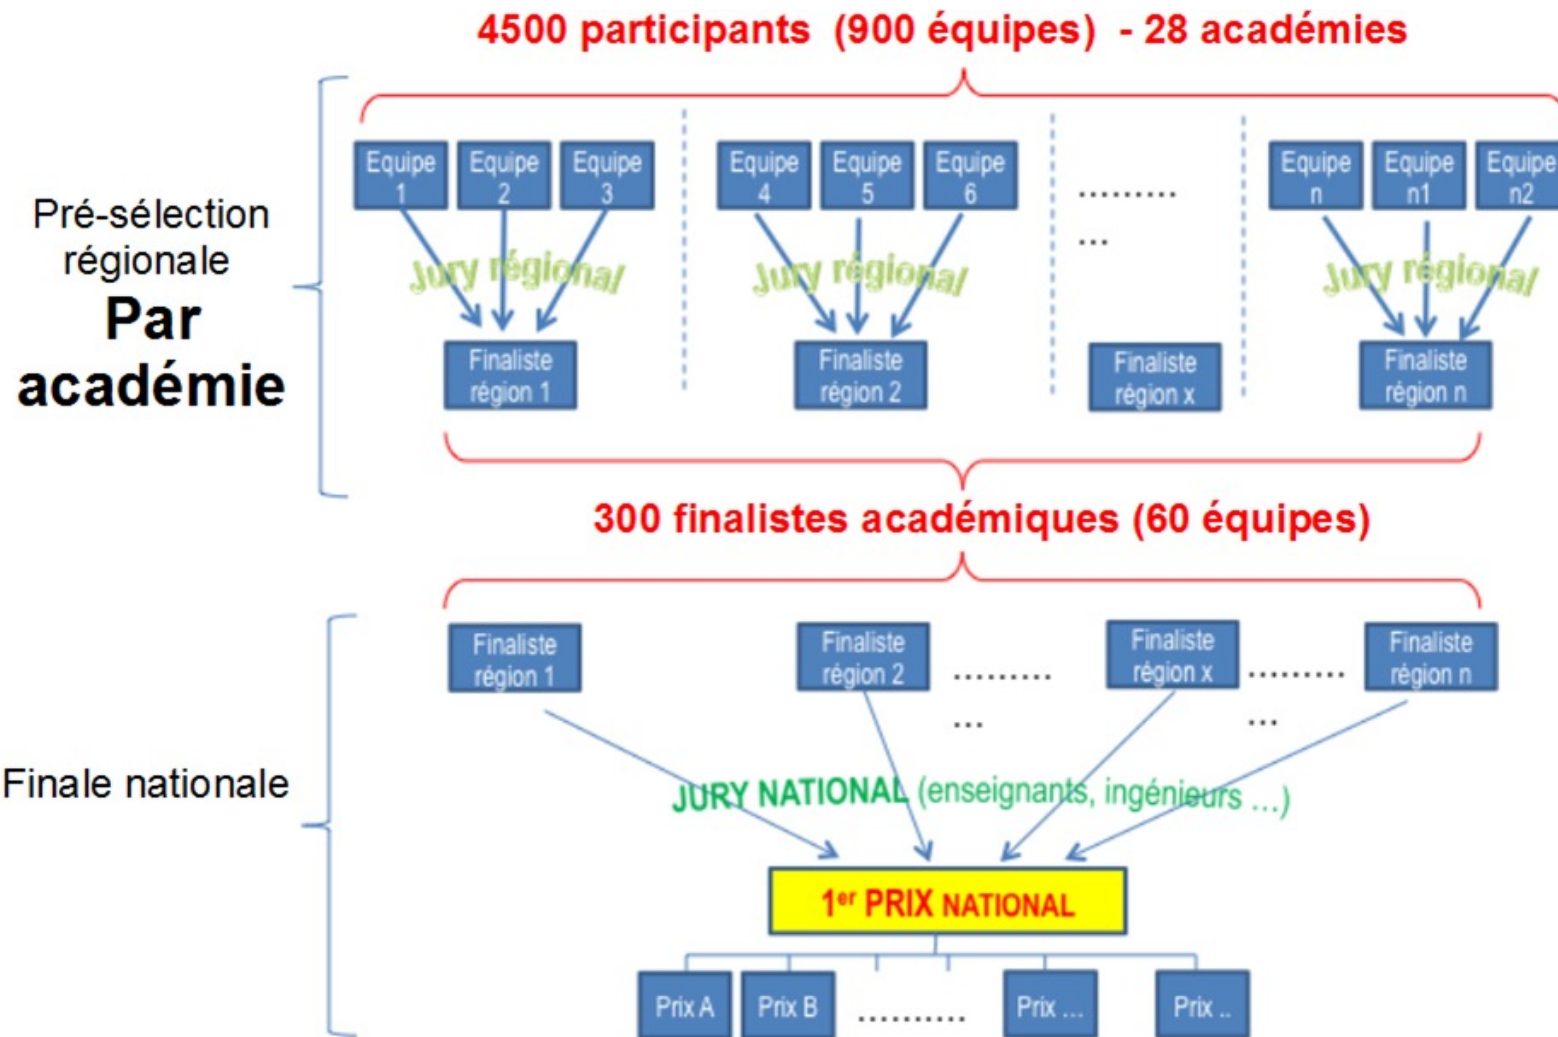 4500 participants (900 équipes) - 28 académies
Equipe
1
Equipe
2
Equipe
3
Equipe
4
Equipe
5
Equipe
6
.........
...
Equipe
n
Equipe
n1
Equipe
n2
Pré-sélection
régionale
Par
académie
Jury régional
Jury régional
Jury régional
Finaliste
région 1
Finaliste
région 2
Finaliste
région x
Finaliste
région n
300 finalistes académiques (60 équipes)
Finaliste
région 1
Finaliste
région 2
.........
...
Finaliste
région x
.........
...
Finaliste
région n
Finale nationale
JURY NATIONAL (enseignants, ingénieurs ...)
1er PRIX NATIONAL
Prix A
Prix B
..........
Prix ...
Prix ..